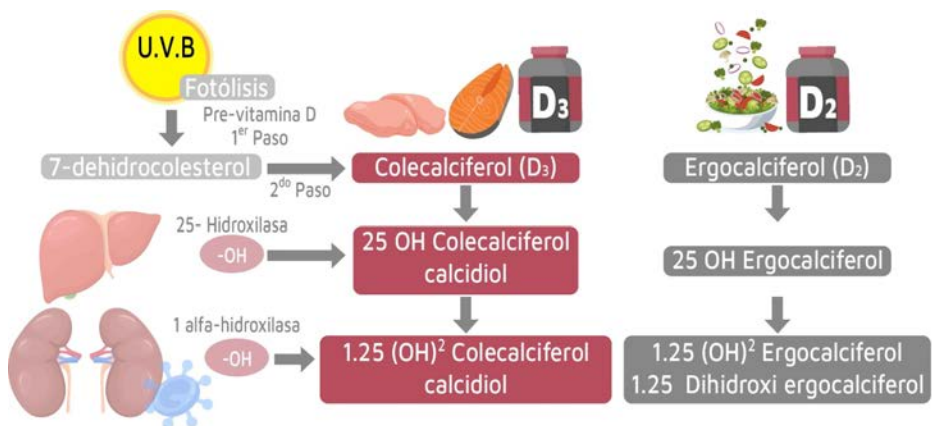 U.V.B
Fotólisis
Pre-vitamina D
1er Paso
7-dehidrocolesterol
2do Paso
D3
Colecalciferol (D3)
D2
Ergocalciferol (D2)
25- Hidroxilasa
-OH
25 OH Colecalciferol
calcidiol
25 OH Ergocalciferol
1 alfa-hidroxilasa
-OH
1.25 (OH)2 Colecalciferol
calcidiol
1.25 (OH)2 Ergocalciferol
1.25 Dihidroxi ergocalciferol